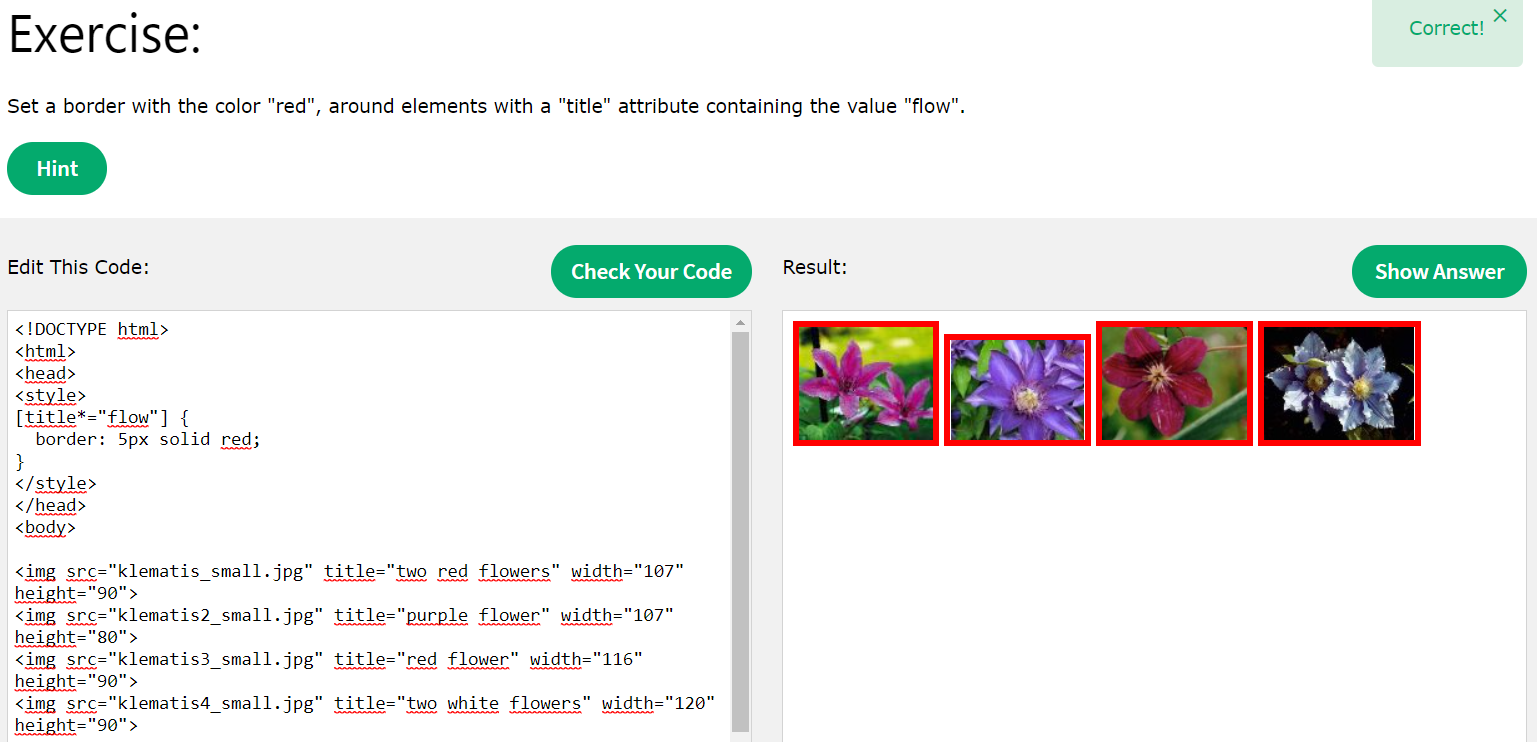 Exercise:
Correct! ×
Set a border with the color "red", around elements with a "title" attribute containing the value "flow".
Hint
Edit This Code:
Check Your Code
Result:
Show Answer
<!DOCTYPE html>
<html>
<head>
<style>
[title*="flow"] {
  border: 5px solid red;
}
</style>
</head>
<body>
<img src="klematis_small.jpg" title="two red flowers" width="107"
height="90">
<img src="klematis2_small.jpg" title="purple flower" width="107"
height="80">
<img src="klematis3_small.jpg" title="red flower" width="116"
height="90">
<img src="klematis4_small.jpg" title="two white flowers" width="120"
height="90">